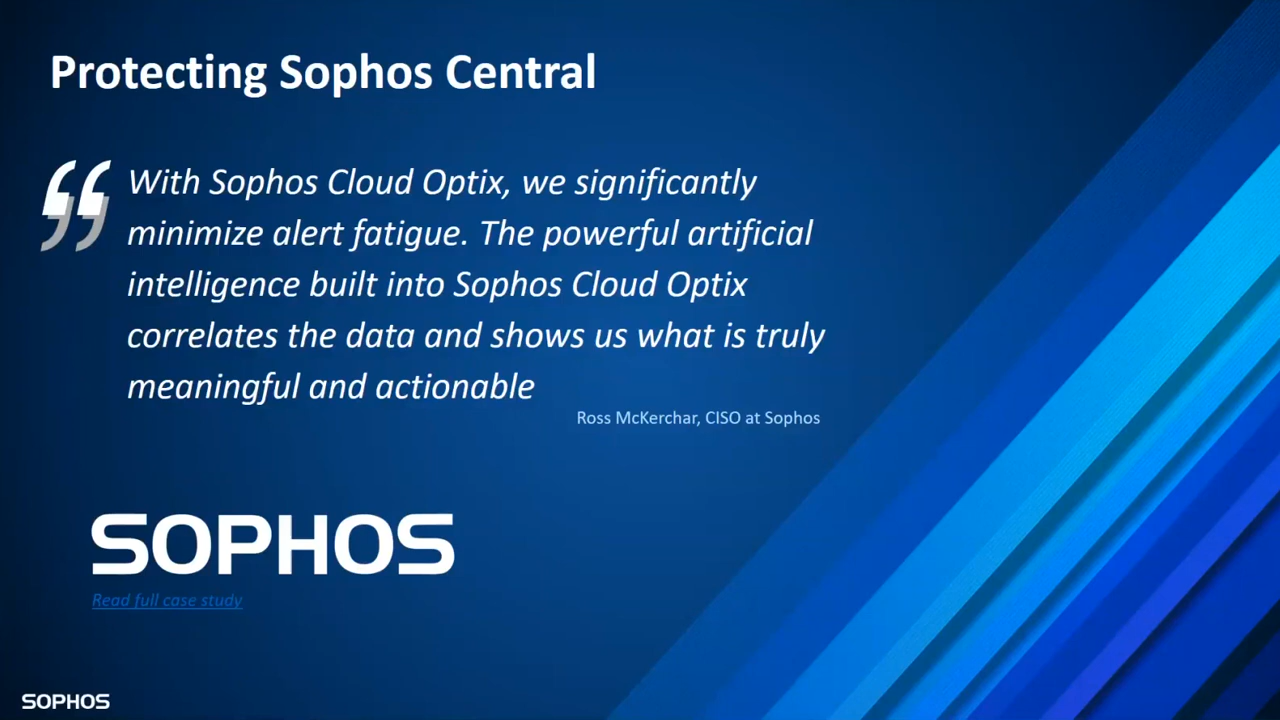 Protecting Sophos Central
“
With Sophos Cloud Optix, we significantly
minimize alert fatigue. The powerful artificial
intelligence built into Sophos Cloud Optix
correlates the data and shows us what is truly
meaningful and actionable
Ross McKerchar, CISO at Sophos
SOPHOS
Read full case study
SOPHOS